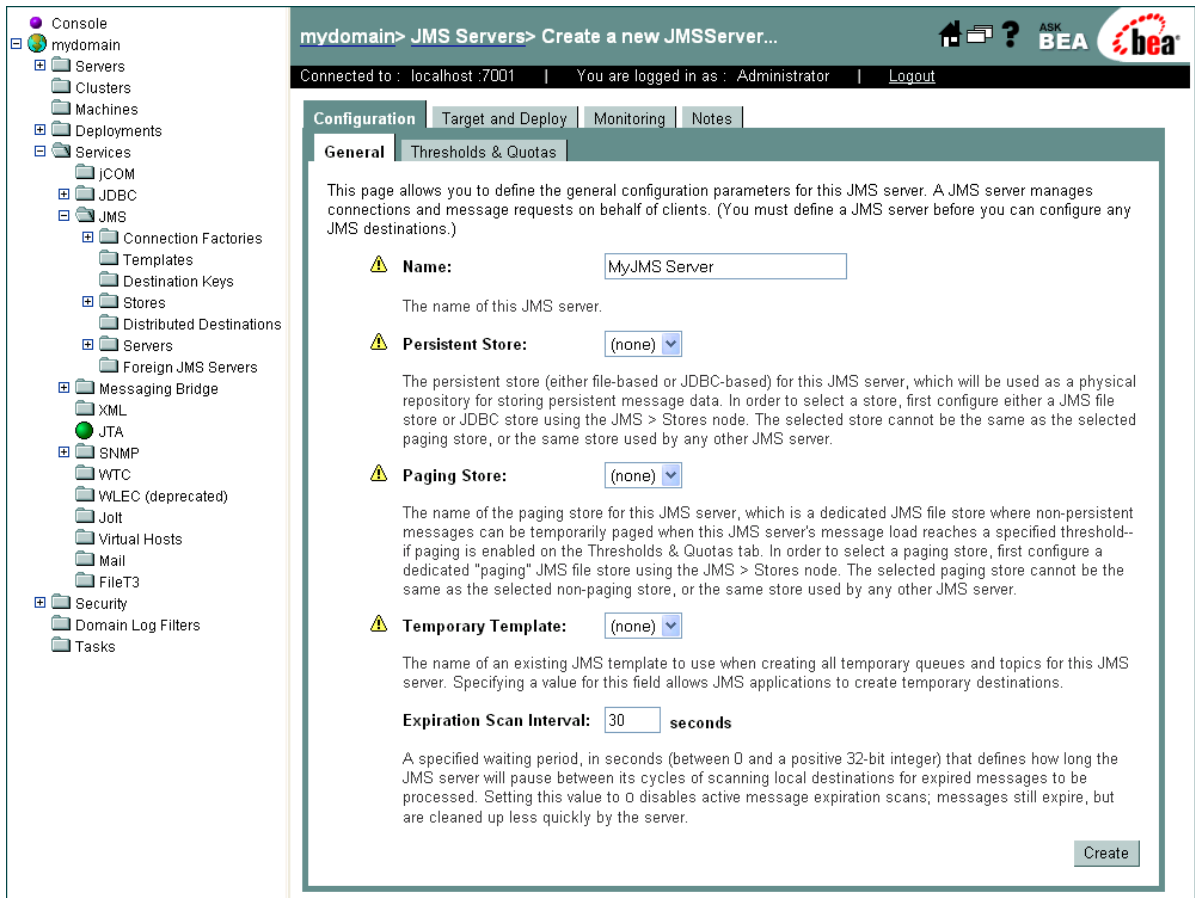 Console
mydomain
Servers
Clusters
Machines
Deployments
Services
jCOM
JDBC
JMS
Connection Factories
Templates
Destination Keys
Stores
Distributed Destinations
Servers
Foreign JMS Servers
Messaging Bridge
XML
JTA
SNMP
WTC
WLEC (deprecated)
Jolt
Virtual Hosts
Mail
FileT3
Security
Domain Log Filters
Tasks
mydomain> JMS Servers> Create a new JMSServer...
? ASK BEA bea
Connected to : localhost :7001 | You are logged in as : Administrator | Logout
Configuration Target and Deploy Monitoring Notes
General Thresholds & Quotas
This page allows you to define the general configuration parameters for this JMS server. A JMS server manages
connections and message requests on behalf of clients. (You must define a JMS server before you can configure any
JMS destinations.)
Name: MyJMS Server
The name of this JMS server.
Persistent Store: (none)
The persistent store (either file-based or JDBC-based) for this JMS server, which will be used as a physical
repository for storing persistent message data. In order to select a store, first configure either a JMS file
store or JDBC store using the JMS > Stores node. The selected store cannot be the same as the selected
paging store, or the same store used by any other JMS server.
Paging Store: (none)
The name of the paging store for this JMS server, which is a dedicated JMS file store where non-persistent
messages can be temporarily paged when this JMS server's message load reaches a specified threshold--
if paging is enabled on the Thresholds & Quotas tab. In order to select a paging store, first configure a
dedicated "paging" JMS file store using the JMS > Stores node. The selected paging store cannot be the
same as the selected non-paging store, or the same store used by any other JMS server.
Temporary Template: (none)
The name of an existing JMS template to use when creating all temporary queues and topics for this JMS
server. Specifying a value for this field allows JMS applications to create temporary destinations.
Expiration Scan Interval: 30 seconds
A specified waiting period, in seconds (between 0 and a positive 32-bit integer) that defines how long the
JMS server will pause between its cycles of scanning local destinations for expired messages to be
processed. Setting this value to 0 disables active message expiration scans; messages still expire, but
are cleaned up less quickly by the server.
Create